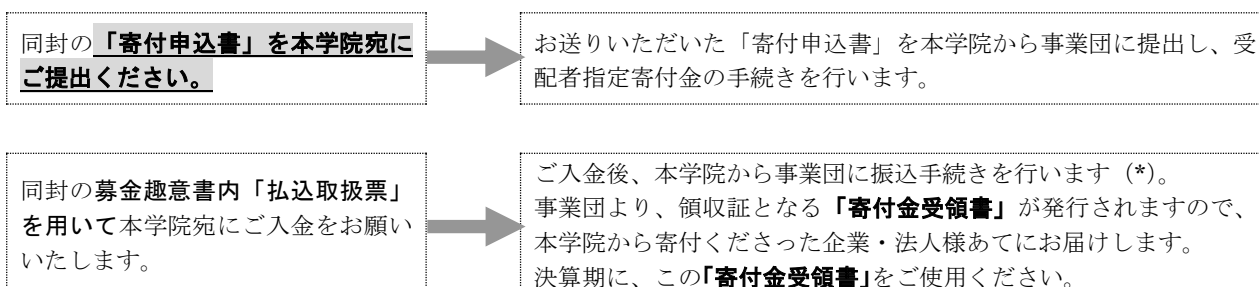 同封の「寄付申込書」を本学院宛に
ご提出ください。
お送りいただいた「寄付申込書」を本学院から事業団に提出し、受
配者指定寄付金の手続きを行います。
同封の募金趣意書内「払込取扱票」
を用いて本学院宛にご入金をお願い
いたします。
ご入金後、本学院から事業団に振込手続きを行います（*）。
事業団より、領収証となる「寄付金受領書」が発行されますので、
本学院から寄付くださった企業・法人様あてにお届けします。
決算期に、この「寄付金受領書」をご使用ください。